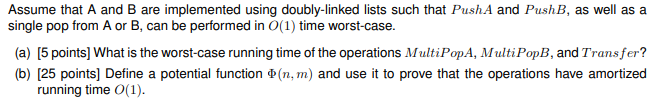 Assume that A and B are implemented using doubly-linked lists such that PushA and PushB, as well as a
single pop from A or B, can be performed in O(1) time worst-case.
(a) [5 points] What is the worst-case running time of the operations MultiPopA, MultiPopB, and Transfer?
(b) [25 points] Define a potential function Φ(n, m) and use it to prove that the operations have amortized
running time O(1).